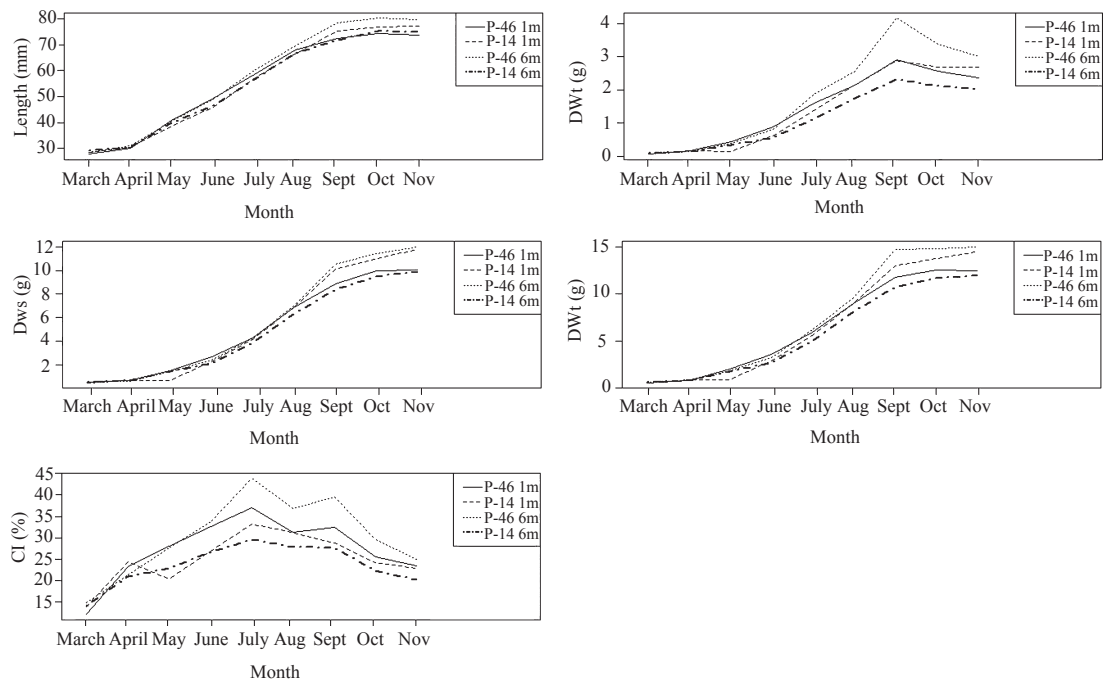 Length (mm)
80
70
60
50
40
30
March April May June July Aug Sept Oct Nov
Month
P-46 1m
P-14 1m
P-46 6m
P-14 6m
DWt (g)
4
3
2
1
0
March April May June July Aug Sept Oct Nov
Month
P-46 1m
P-14 1m
P-46 6m
P-14 6m
Dws (g)
12
10
8
6
4
2
March April May June July Aug Sept Oct Nov
Month
P-46 1m
P-14 1m
P-46 6m
P-14 6m
DWt (g)
15
10
5
0
March April May June July Aug Sept Oct Nov
Month
P-46 1m
P-14 1m
P-46 6m
P-14 6m
CI (%)
45
40
35
30
25
20
15
March April May June July Aug Sept Oct Nov
Month
P-46 1m
P-14 1m
P-46 6m
P-14 6m